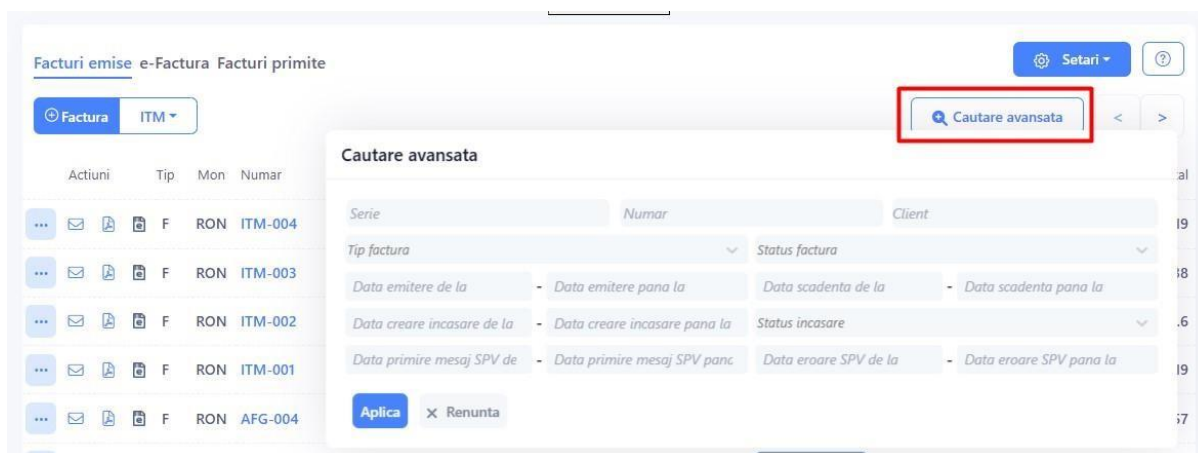 Facturi emise e-Factura Facturi primite
Setari
?
Factura ITM
Cautare avansata < >
Cautare avansata
Actiuni Tip Mon Numar
Serie Numar Client
F RON ITM-004
Tip factura Status factura
F RON ITM-003
Data emitere de la - Data emitere pana la Data scadenta de la - Data scadenta pana la
F RON ITM-002
Data creare incasare de la - Data creare incasare pana la Status incasare
F RON ITM-001
Data primire mesaj SPV de - Data primire mesaj SPV Data eroare SPV de la - Data eroare SPV pana la
F RON AFG-004
Aplica × Renunta